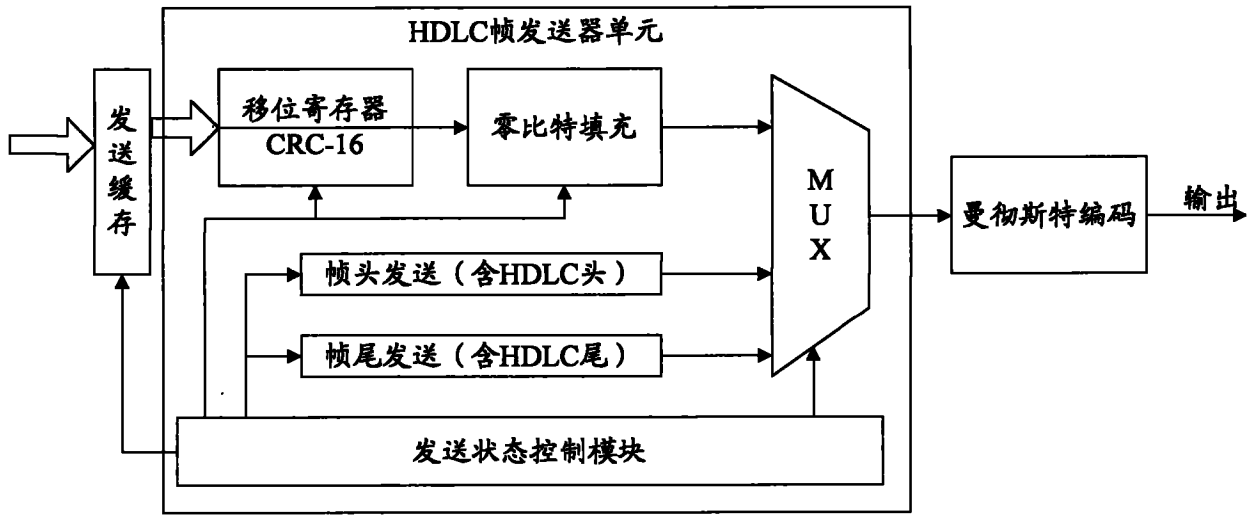 HDLC帧发送器单元
发送缓存
移位寄存器
CRC-16
零比特填充
MUX
曼彻斯特编码
输出
帧头发送（含HDLC头）
帧尾发送（含HDLC尾）
发送状态控制模块